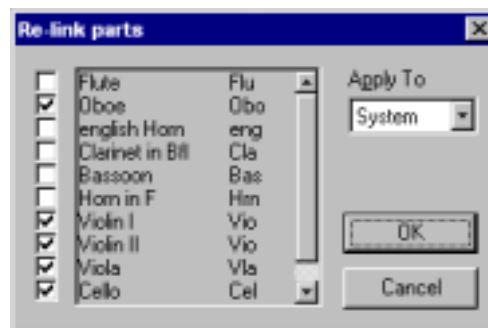 Re-link parts
Flute Flu
Oboe Obo
english Horn eng
Clarinet in Bfl Cla
Bassoon Bas
Horn in F Hrn
Violin I Vio
Violin II Vio
Viola Vla
Cello Cel
Apply To
System
OK
Cancel